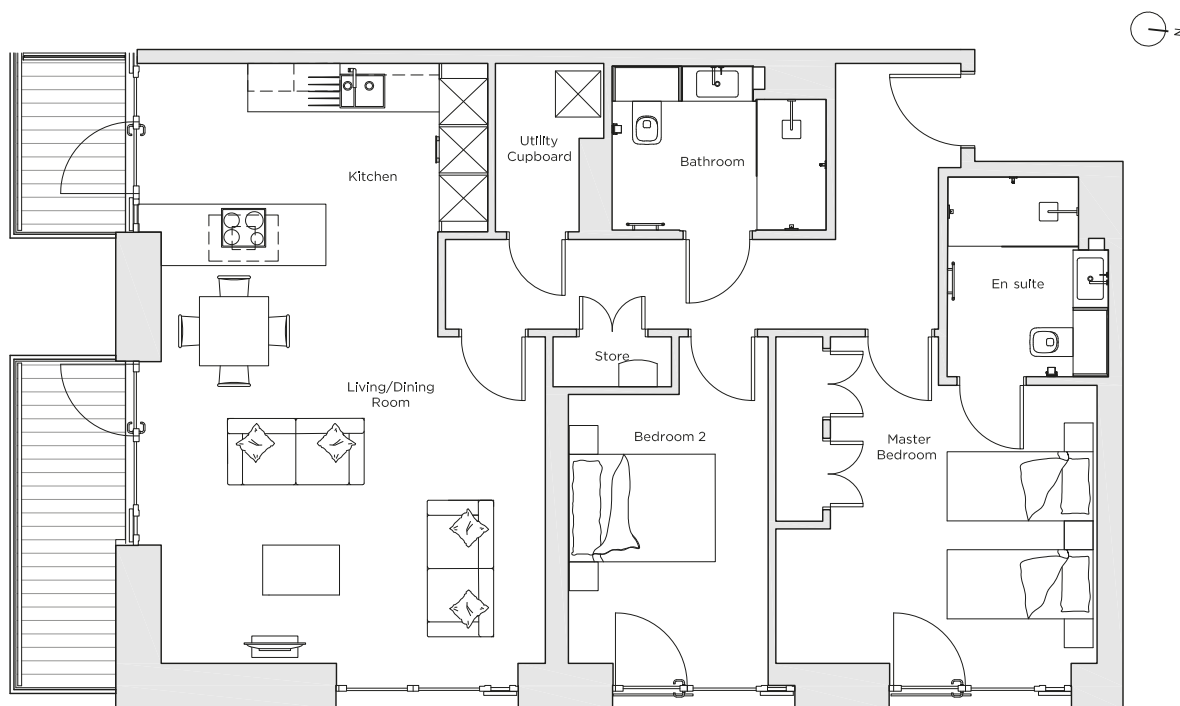 N
Utility
Cupboard
Bathroom
Kitchen
En suite
Store
Living/Dining
Room
Bedroom 2
Master
Bedroom